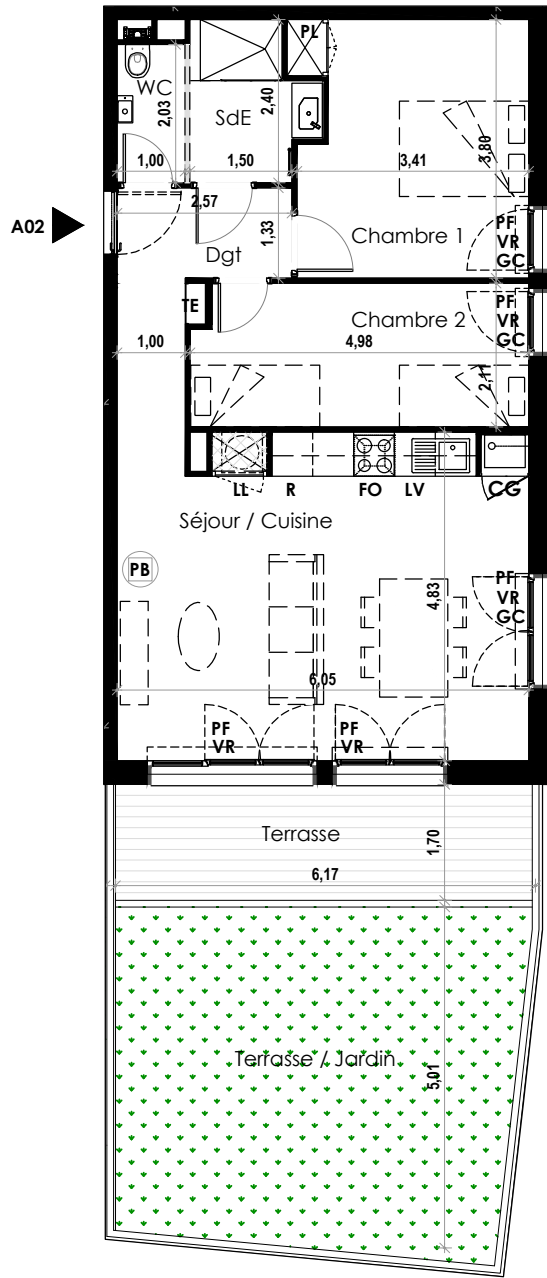 PL
WC
2,03
SdE
2,40
3,80
1,00
1,50
3,41
2,57
A02
1,33
Chambre 1
PF
VR
GC
Dgt
TE
Chambre 2
PF
VR
GC
1,00
4,98
2,11
LL
R
FO
LV
CG
Séjour / Cuisine
PB
4,83
PF
VR
GC
6,05
PF
VR
PF
VR
Terrasse
1,70
6,17
Terrasse / Jardin
5,01